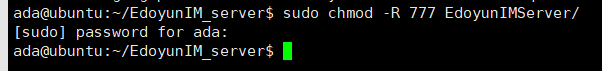 ada@ubuntu:~/EdoyunIM_server$ sudo chmod -R 777 EdoyunIMServer/
[sudo] password for ada:
ada@ubuntu:~/EdoyunIM_server$